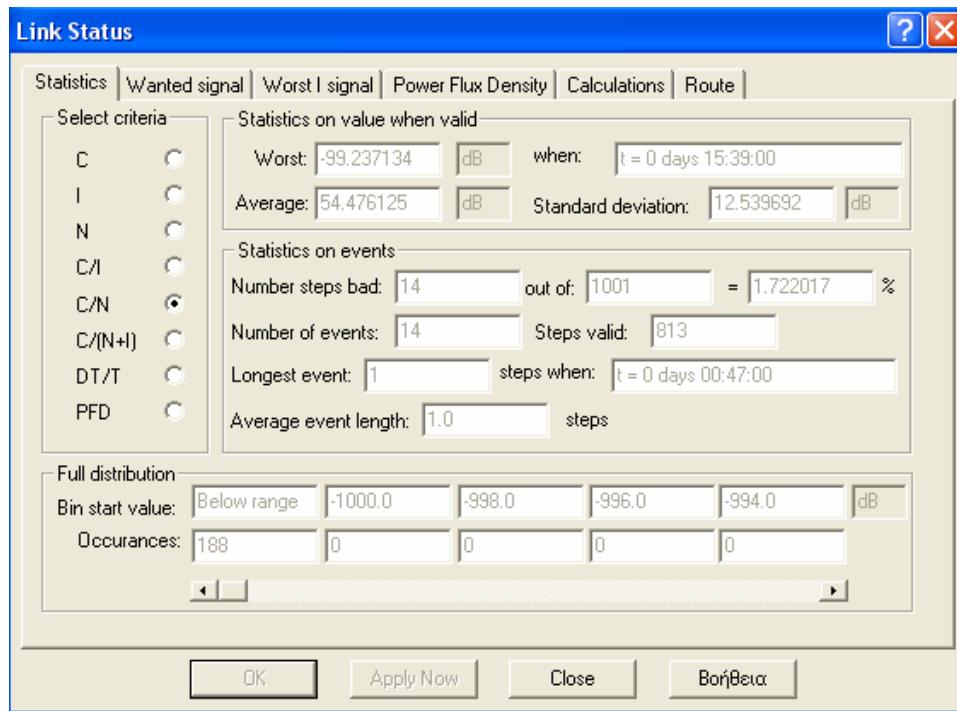 Link Status
Statistics Wanted signal Worst I signal Power Flux Density Calculations Route
Select criteria
C
I
N
C/I
C/N
C/(N+I)
DT/T
PFD
Statistics on value when valid
Worst: -99.237134 dB when: t = 0 days 15:39:00
Average: 54.476125 dB Standard deviation: 12.539692 dB
Statistics on events
Number steps bad: 14 out of: 1001 = 1.722017 %
Number of events: 14 Steps valid: 813
Longest event: 1 steps when: t = 0 days 00:47:00
Average event length: 1.0 steps
Full distribution
Bin start value: Below range -1000.0 -998.0 -996.0 -994.0 dB
Occurances: 188 0 0 0 0
OK Apply Now Close Βοήθεια